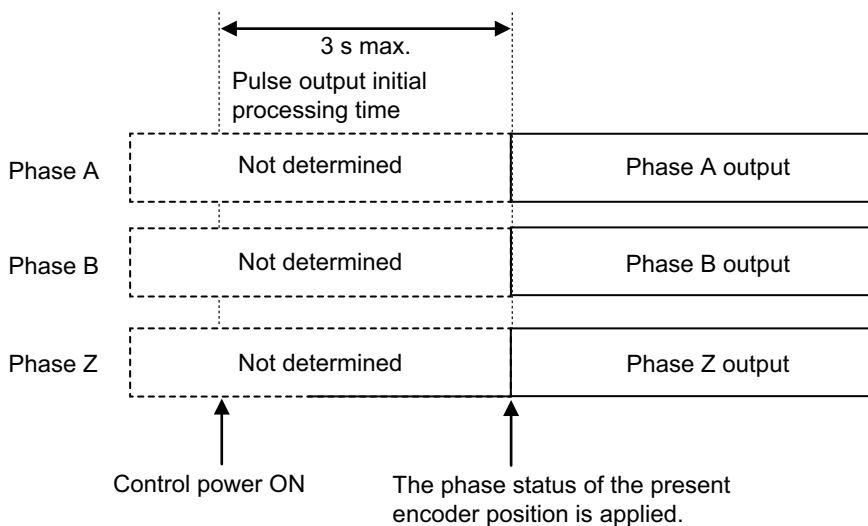 3 s max.
Pulse output initial
processing time
Phase A
Not determined
Phase A output
Phase B
Not determined
Phase B output
Phase Z
Not determined
Phase Z output
Control power ON
The phase status of the present
encoder position is applied.